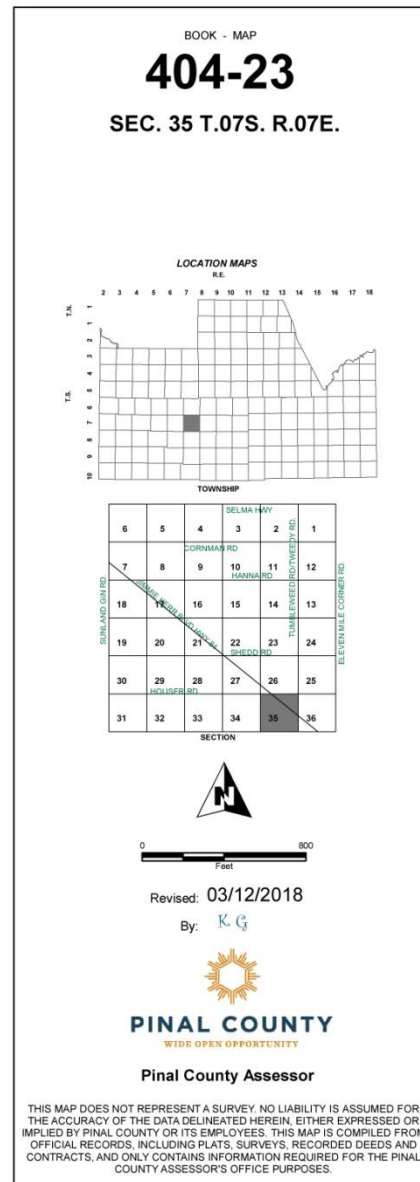 BOOK - MAP
404-23
SEC. 35 T.07S. R.07E.
LOCATION MAPS
R.E.
2 3 4 5 6 7 8 9 10 11 12 13 14 15 16 17 18
T.N.
1
1
2
3
4
T.S.
5
6
7
8
9
10
TOWNSHIP
SELMA HWY
6 5 4 3 2 1
CORNMAN RD
7 8 9 10 11 12
HANNA RD
18 17 16 15 14 13
JIMMIE KERR BLVD/HWY 84
SUNLAND GIN RD.
TUMBLEWEED RD/TWEEDY RD.
ELEVEN MILE CORNER RD.
19 20 21 22 23 24
SHEDD RD
30 29 28 27 26 25
HOUSER RD
31 32 33 34 35 36
SECTION
N
0 800
Feet
Revised: 03/12/2018
By: K. G
PINAL COUNTY
WIDE OPEN OPPORTUNITY
Pinal County Assessor
THIS MAP DOES NOT REPRESENT A SURVEY. NO LIABILITY IS ASSUMED FOR
THE ACCURACY OF THE DATA DELINEATED HEREIN, EITHER EXPRESSED OR
IMPLIED BY PINAL COUNTY OR ITS EMPLOYEES. THIS MAP IS COMPILED FROM
OFFICIAL RECORDS, INCLUDING PLATS, SURVEYS, RECORDED DEEDS AND
CONTRACTS, AND ONLY CONTAINS INFORMATION REQUIRED FOR THE PINAL
COUNTY ASSESSOR'S OFFICE PURPOSES.